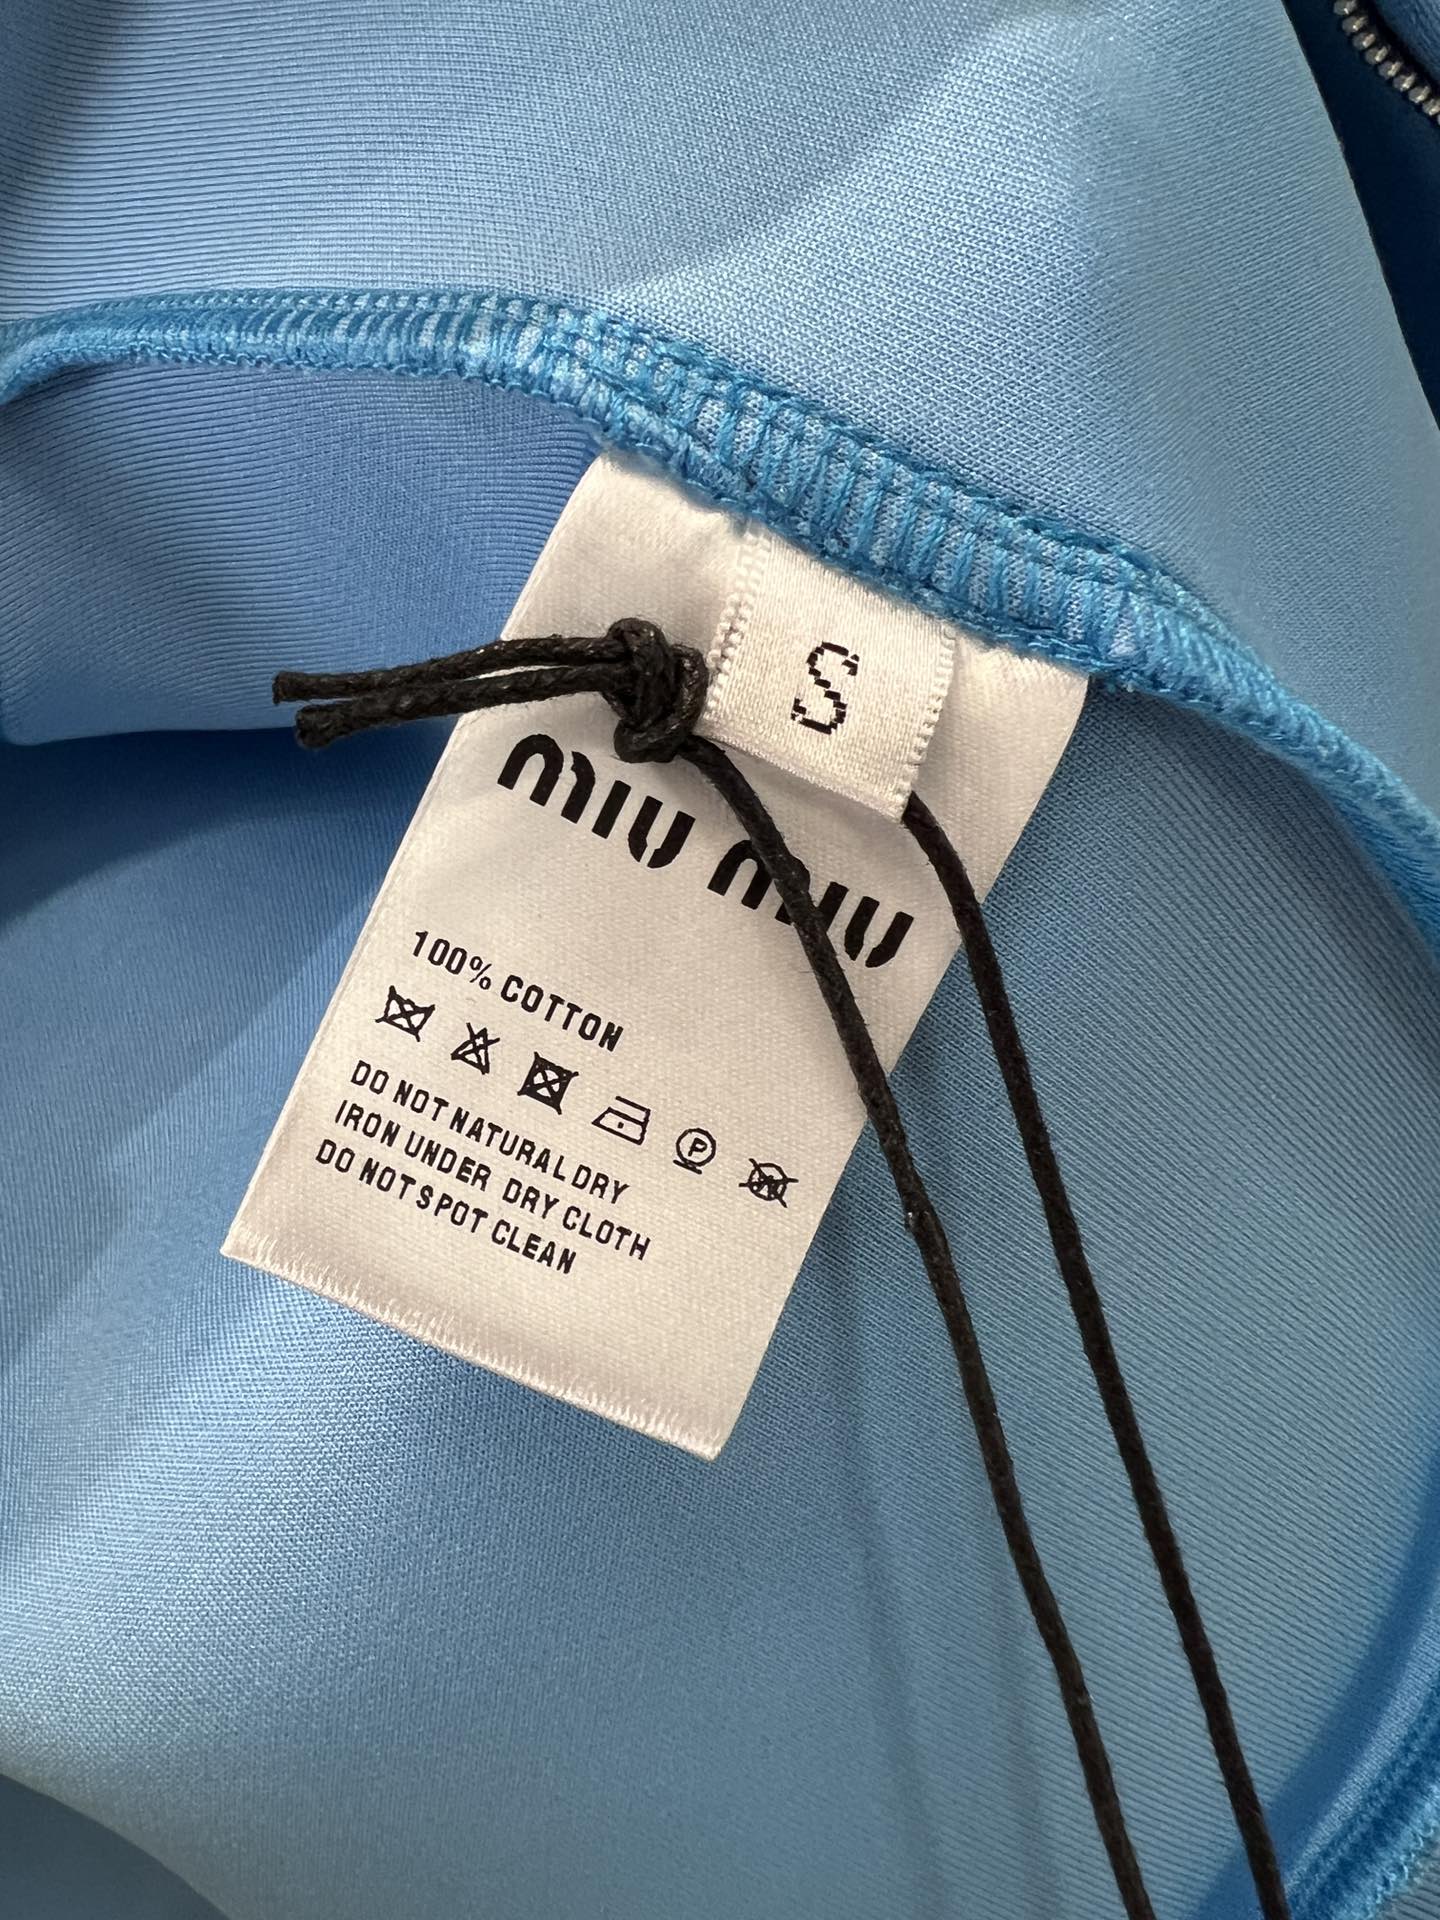 S
miu miu
100% COTTON
P
DO NOT NATURAL DRY
IRON UNDER DRY CLOTH
DO NOT SPOT CLEAN